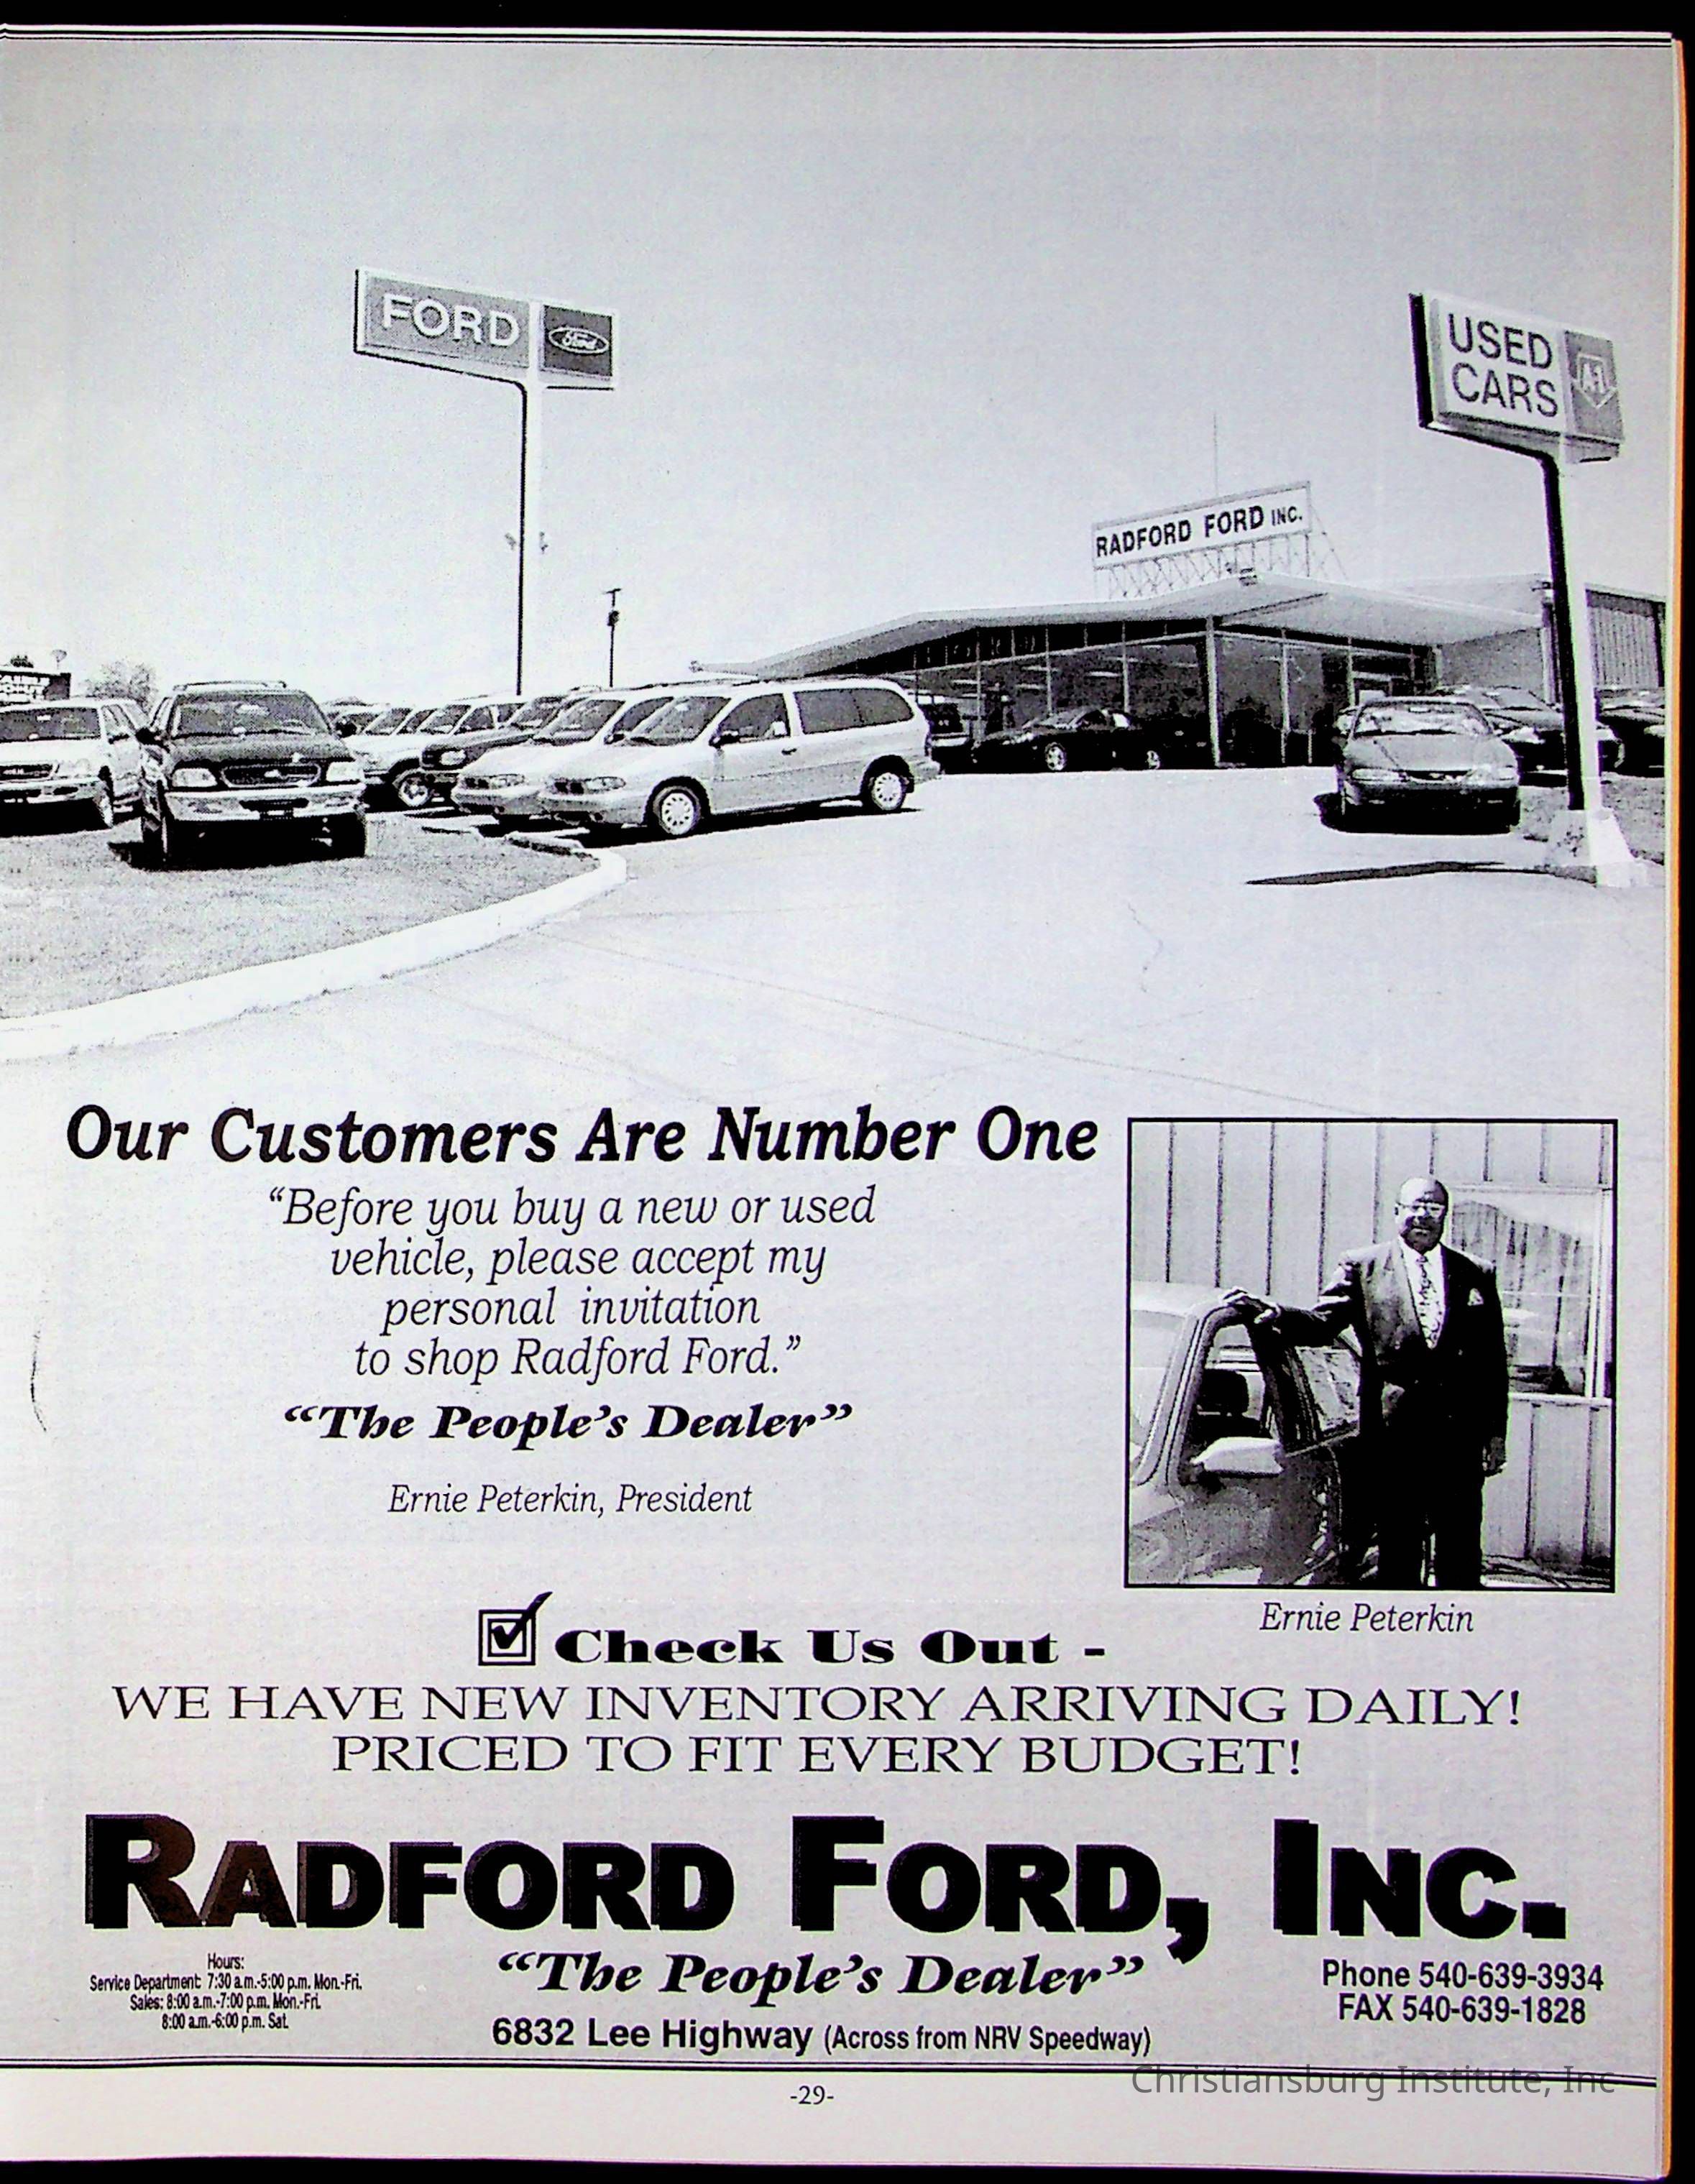 FORD
Ford
USED
CARS
A-1
RADFORD FORD INC.
Our Customers Are Number One
“Before you buy a new or used
vehicle, please accept my
personal invitation
to shop Radford Ford.”
“The People’s Dealer”
Ernie Peterkin, President
Ernie Peterkin
Check Us Out -
WE HAVE NEW INVENTORY ARRIVING DAILY!
PRICED TO FIT EVERY BUDGET!
RADFORD FORD, INC.
Hours:
Service Department: 7:30 a.m.-5:00 p.m. Mon.-Fri.
Sales: 8:00 a.m.-7:00 p.m. Mon.-Fri.
8:00 a.m.-6:00 p.m. Sat.
“The People’s Dealer”
6832 Lee Highway (Across from NRV Speedway)
Phone 540-639-3934
FAX 540-639-1828
Christiansburg Institute, Inc
-29-